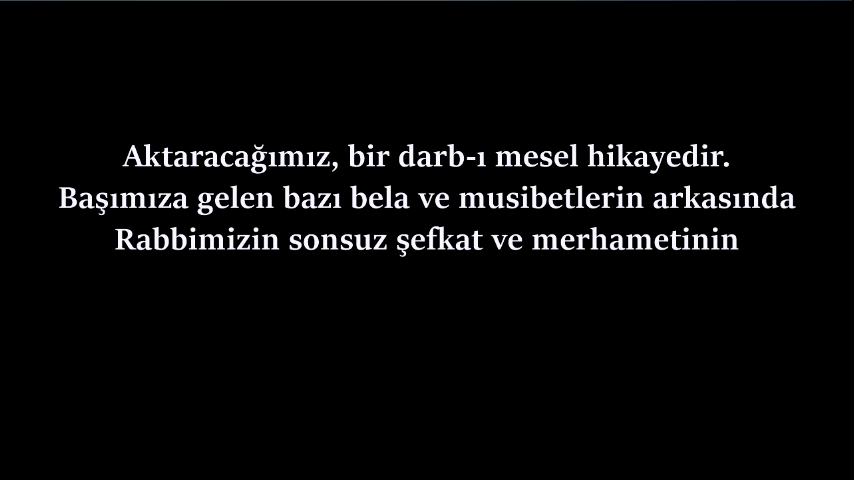 Aktaracağımız, bir darb-ı mesel hikayedir.
Başımıza gelen bazı bela ve musibetlerin arkasında
Rabbimizin sonsuz şefkat ve merhametinin